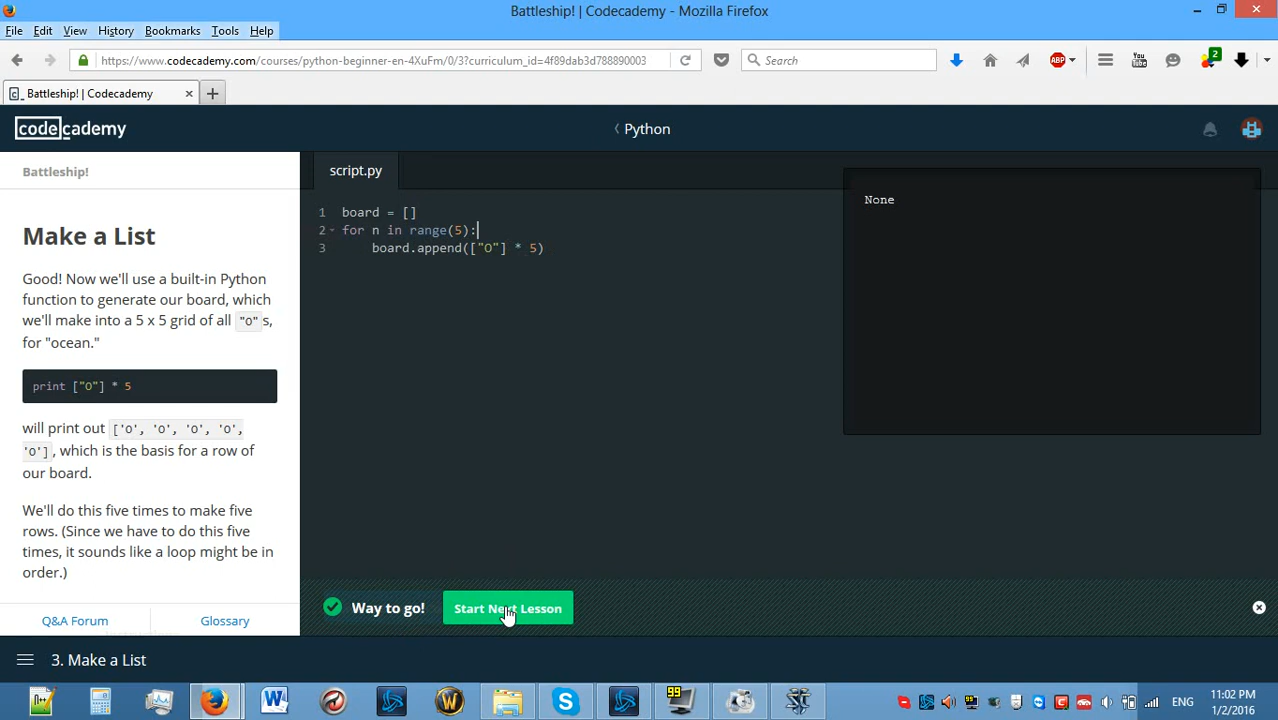 Battleship! | Codecademy - Mozilla Firefox
File Edit View History Bookmarks Tools Help
https://www.codecademy.com/courses/python-beginner-en-4XuFm/0/3?curriculum_id=4f89dab3d788890003
Search
2
Battleship! | Codecademy
codecademy
Python
Battleship!
script.py
Make a List
Good! Now we'll use a built-in Python
function to generate our board, which
we'll make into a 5 x 5 grid of all "O"s,
for "ocean."
print ["O"] * 5
will print out ['O', 'O', 'O', 'O',
'O'], which is the basis for a row of
our board.
We'll do this five times to make five
rows. (Since we have to do this five
times, it sounds like a loop might be in
order.)
Q&A Forum Glossary
1 board = []
2 for n in range(5):
3 board.append(["O"] * 5)
None
Way to go! Start Next Lesson
3. Make a List
99
ENG
11:02 PM
1/2/2016